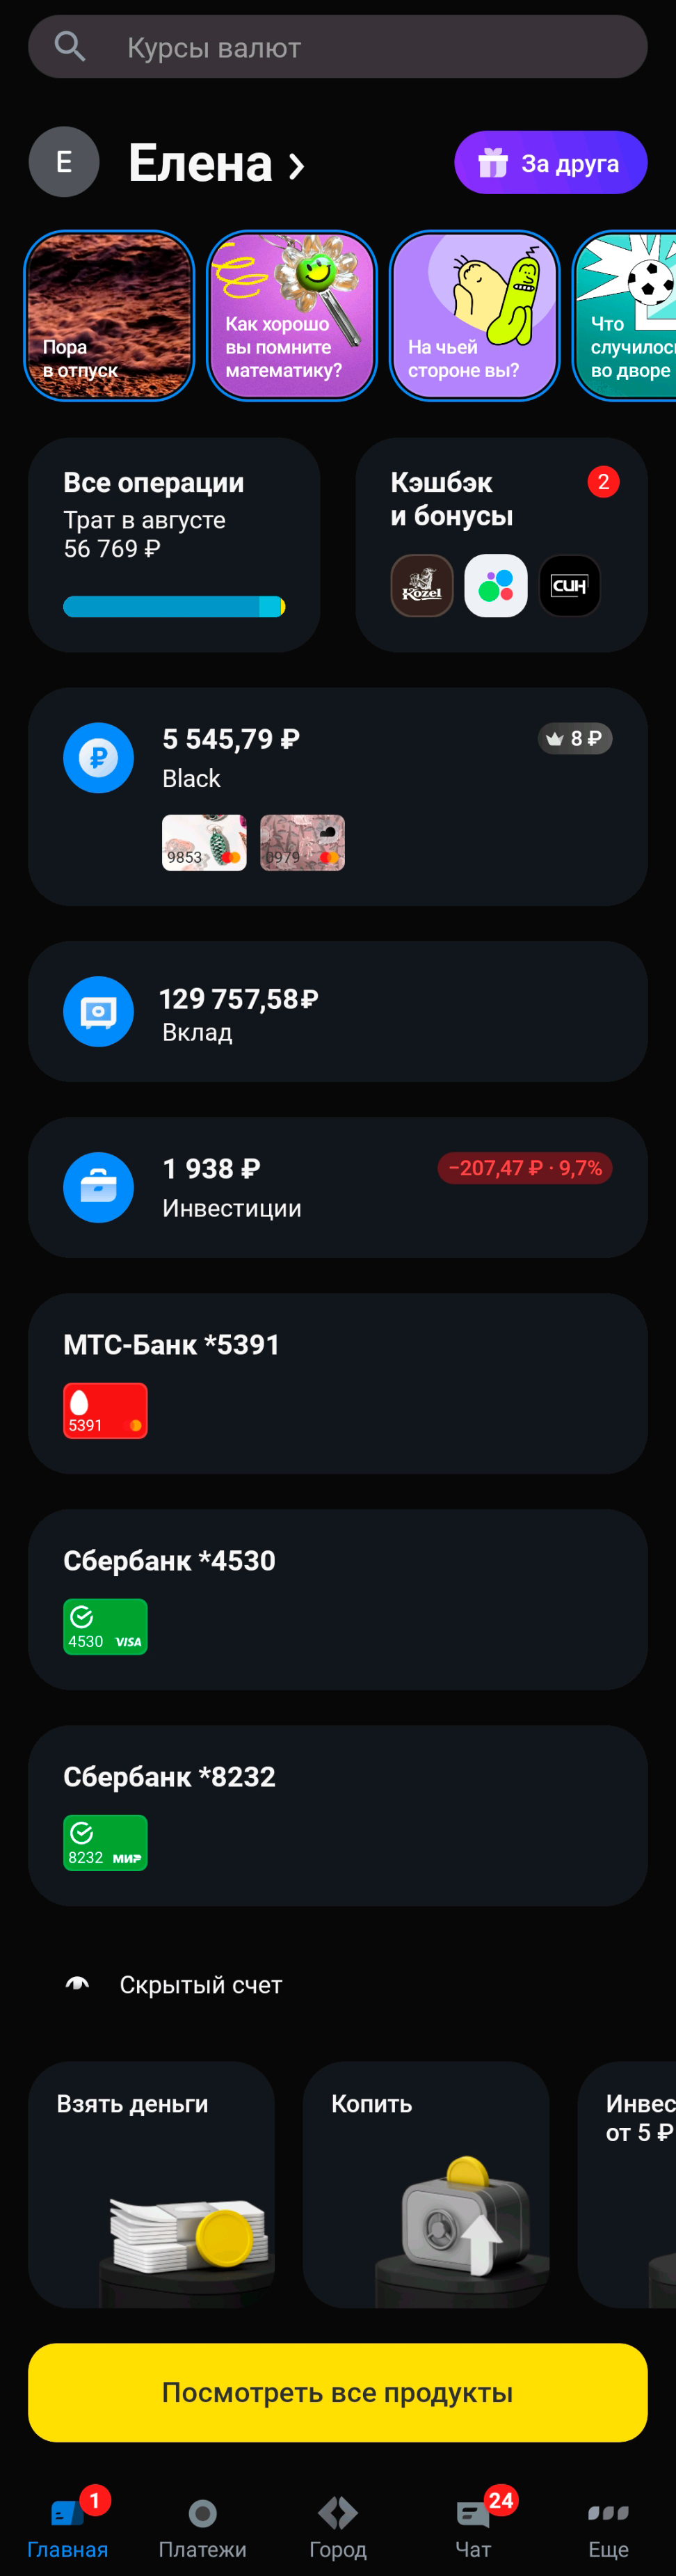 Курсы валют
Е
Елена
За друга
Пора
в отпуск
Как хорошо
вы помните
математику?
На чьей
стороне вы?
Что
случилось
во дворе
Все операции
Трат в августе
56 769 ₽
Кэшбэк
и бонусы
2
Kozel
СИН
5 545,79 ₽
8 ₽
Black
9853
0979
129 757,58₽
Вклад
1 938 ₽
−207,47 ₽ · 9,7%
Инвестиции
МТС-Банк *5391
5391
Сбербанк *4530
4530 VISA
Сбербанк *8232
8232 МИР
Скрытый счет
Взять деньги
Копить
Инвес
от 5 ₽
Посмотреть все продукты
1
24
Главная
Платежи
Город
Чат
Еще